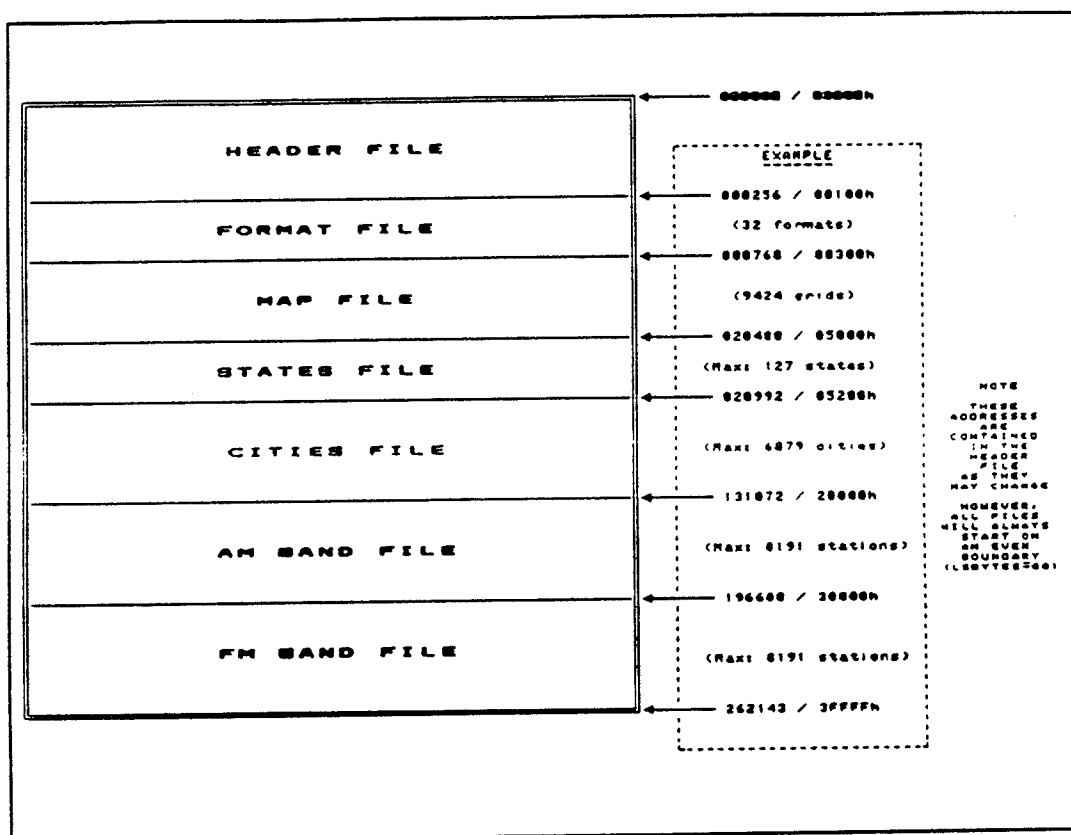 000000 / 00000h
HEADER FILE
EXAMPLE
000256 / 00100h
FORMAT FILE
(32 formats)
000768 / 00300h
MAP FILE
(9424 grids)
020480 / 05000h
STATES FILE
(Max: 127 states)
020992 / 05200h
CITIES FILE
(Max: 6879 cities)
131072 / 20000h
AM BAND FILE
(Max: 8191 stations)
196608 / 30000h
FM BAND FILE
(Max: 8191 stations)
262143 / 3FFFFh
NOTE
THESE
ADDRESSES
ARE
CONTAINED
IN THE
HEADER
FILE
AS THEY
MAY CHANGE
HOWEVER,
ALL FILES
WILL ALWAYS
START ON
AN EVEN
BOUNDARY
(LSBYTES=00)